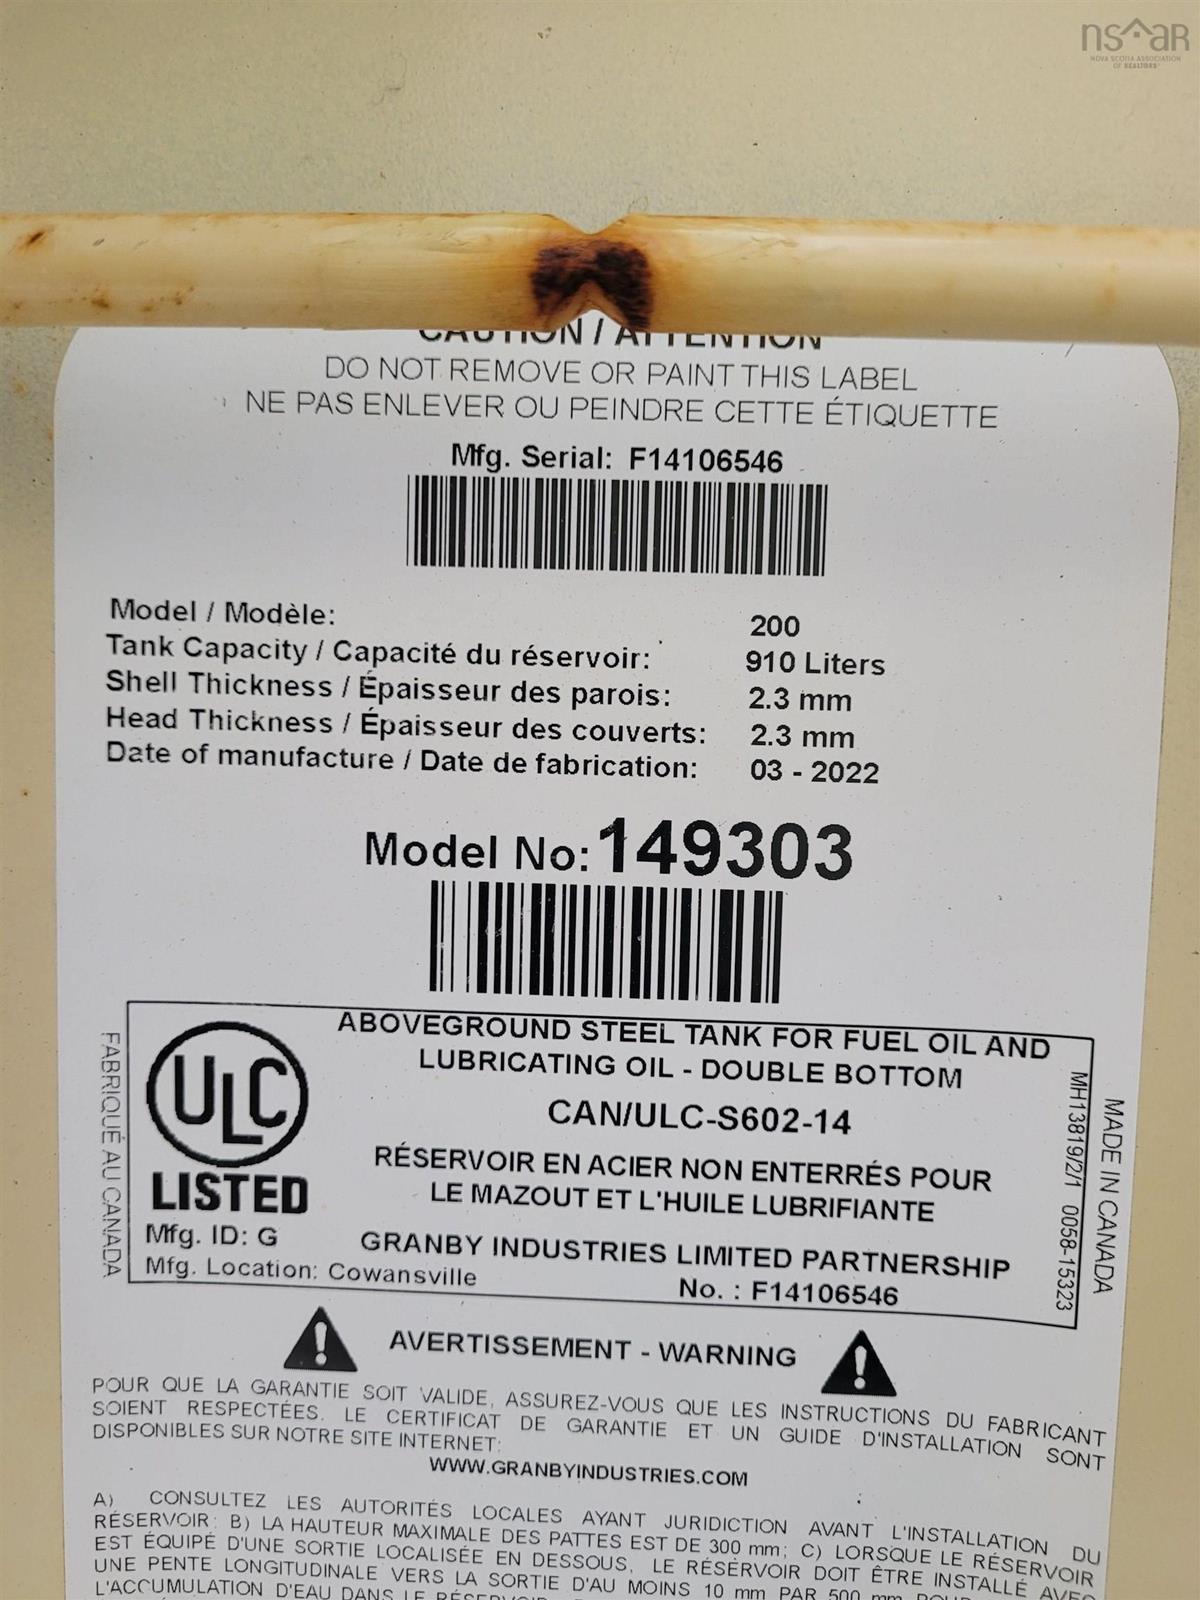 nsar
NOVA SCOTIA ASSOCIATION
OF REALTORS®
CAUTION / ATTENTION
DO NOT REMOVE OR PAINT THIS LABEL
NE PAS ENLEVER OU PEINDRE CETTE ÉTIQUETTE
Mfg. Serial: F14106546
Model / Modèle: 200
Tank Capacity / Capacité du réservoir: 910 Liters
Shell Thickness / Épaisseur des parois: 2.3 mm
Head Thickness / Épaisseur des couverts: 2.3 mm
Date of manufacture / Date de fabrication: 03 - 2022
Model No: 149303
FABRIQUÉ AU CANADA
ULC
LISTED
Mfg. ID: G
Mfg. Location: Cowansville
ABOVEGROUND STEEL TANK FOR FUEL OIL AND
LUBRICATING OIL - DOUBLE BOTTOM
CAN/ULC-S602-14
RÉSERVOIR EN ACIER NON ENTERRÉS POUR
LE MAZOUT ET L'HUILE LUBRIFIANTE
GRANBY INDUSTRIES LIMITED PARTNERSHIP
No. : F14106546
MH13819/2/1 0058-15323
MADE IN CANADA
AVERTISSEMENT - WARNING
POUR QUE LA GARANTIE SOIT VALIDE, ASSUREZ-VOUS QUE LES INSTRUCTIONS DU FABRICANT
SOIENT RESPECTÉES. LE CERTIFICAT DE GARANTIE ET UN GUIDE D'INSTALLATION SONT
DISPONIBLES SUR NOTRE SITE INTERNET:
WWW.GRANBYINDUSTRIES.COM
A) CONSULTEZ LES AUTORITÉS LOCALES AYANT JURIDICTION AVANT L'INSTALLATION DU
RÉSERVOIR: B) LA HAUTEUR MAXIMALE DES PATTES EST DE 300 mm; C) LORSQUE LE RÉSERVOIR
EST ÉQUIPÉ D'UNE SORTIE LOCALISÉE EN DESSOUS, LE RÉSERVOIR DOIT ÊTRE INSTALLÉ AVEC
UNE PENTE LONGITUDINALE VERS LA SORTIE D'AU MOINS 10 mm PAR 500 mm
L'ACCUMULATION D'EAU DANS LE